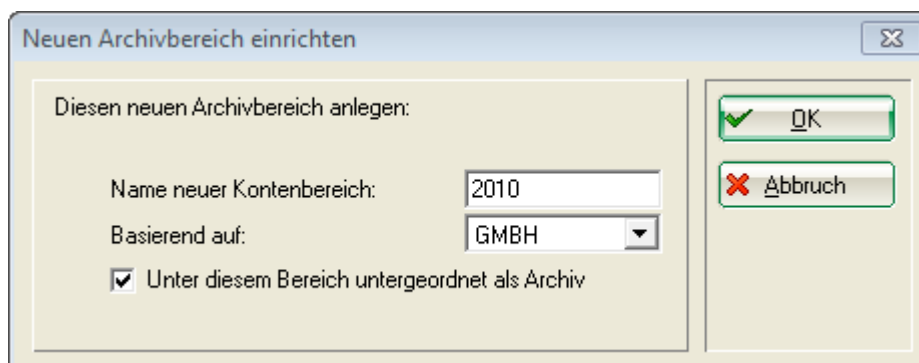 Neuen Archivbereich einrichten
Diesen neuen Archivbereich anlegen:
OK
Name neuer Kontenbereich: 2010
Abbruch
Basierend auf: GMBH
Unter diesem Bereich untergeordnet als Archiv